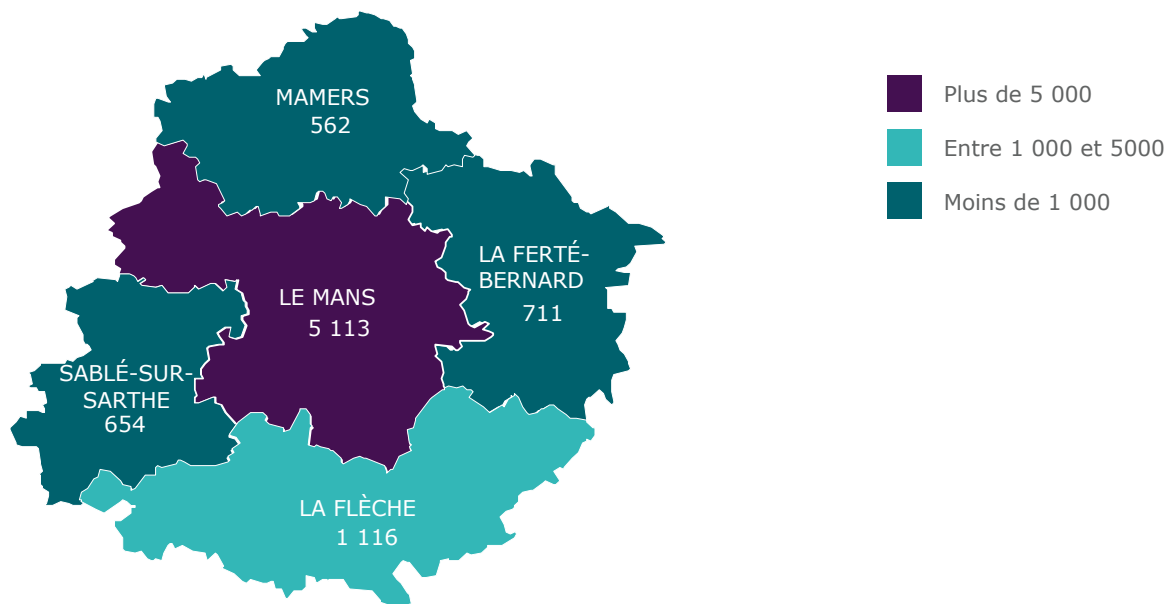 MAMERS
562
LA FERTÉ-
BERNARD
711
LE MANS
5 113
SABLÉ-SUR-
SARTHE
654
LA FLÈCHE
1 116
Plus de 5 000
Entre 1 000 et 5000
Moins de 1 000